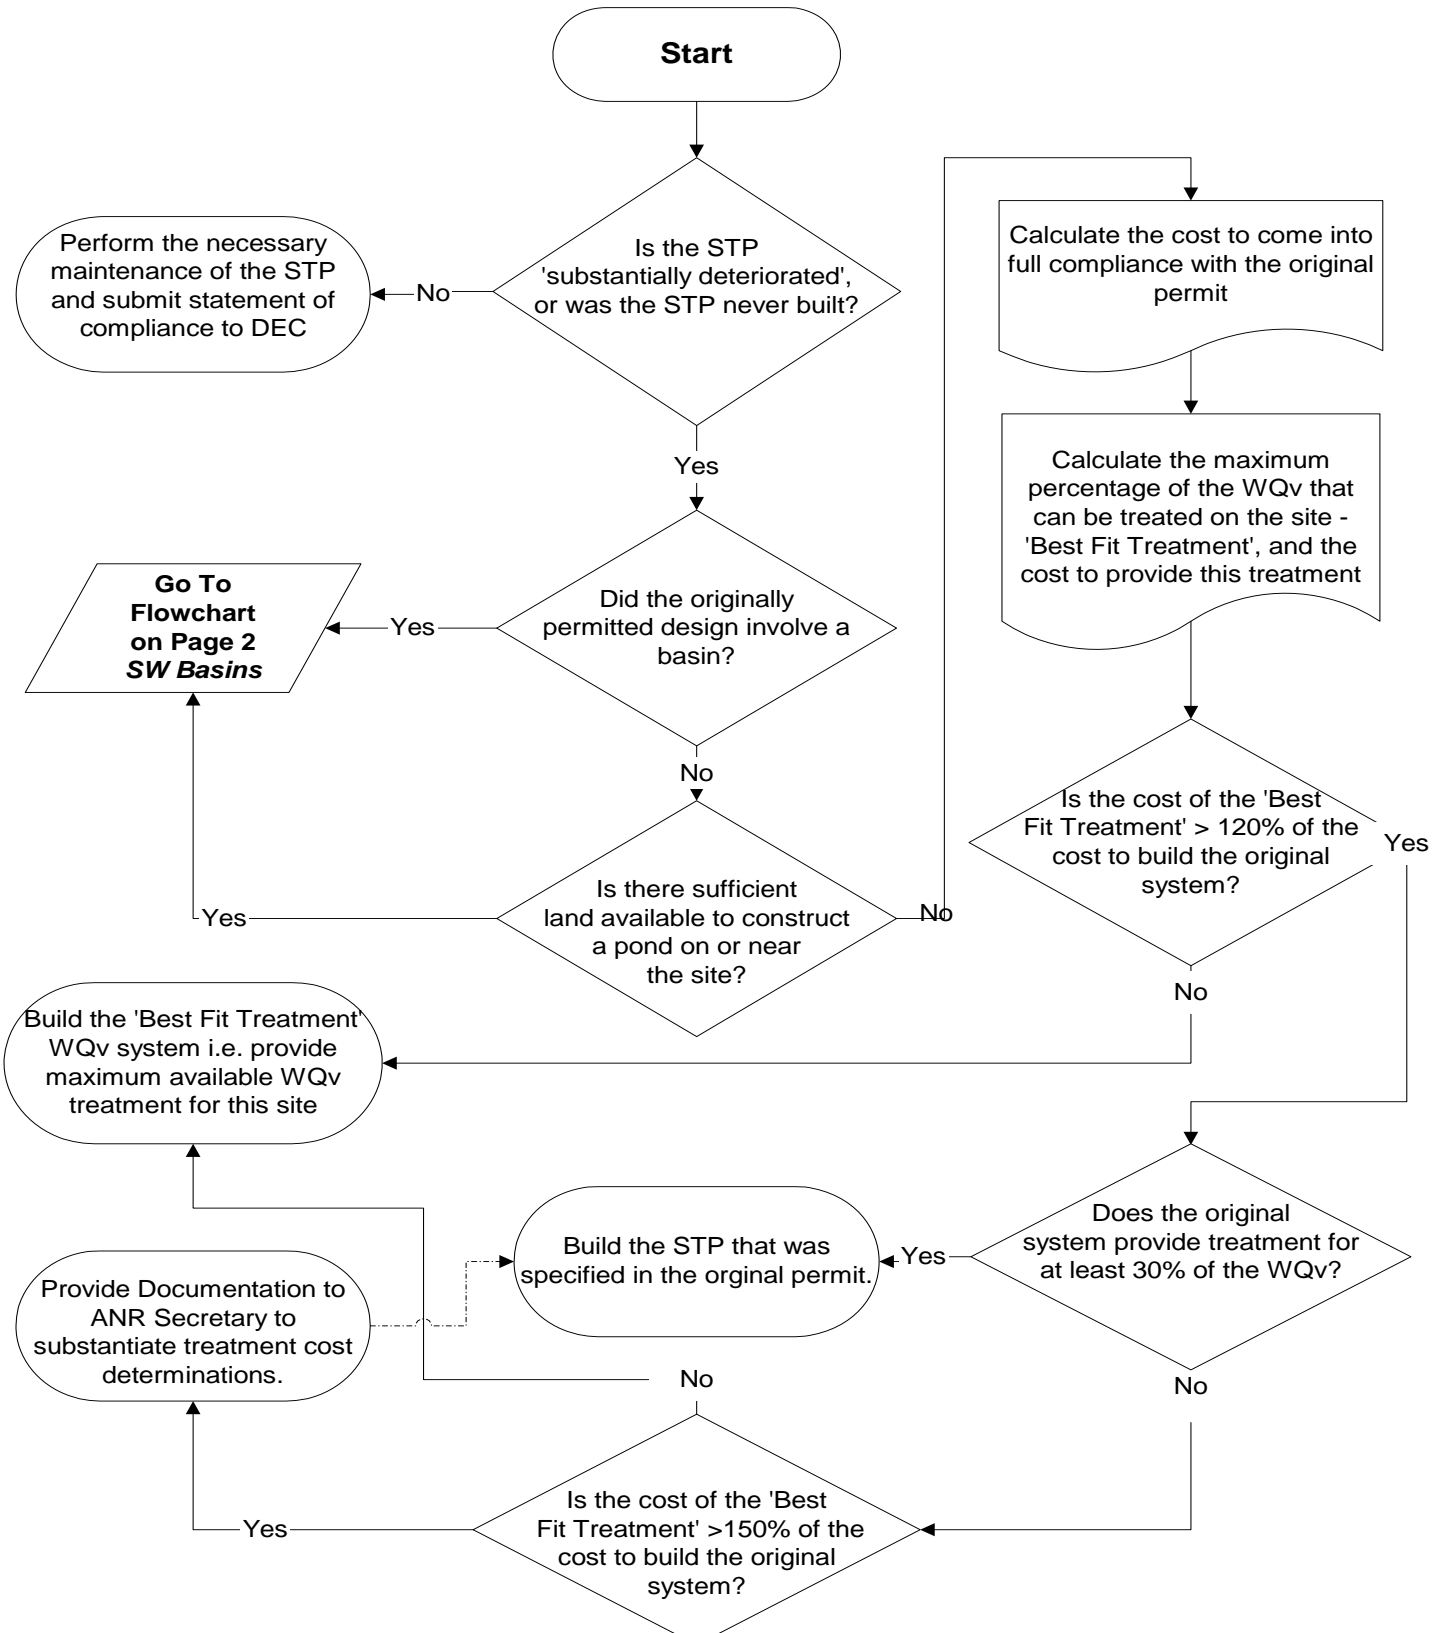 Start
Is the STP
'substantially deteriorated',
or was the STP never built?
No
Perform the necessary
maintenance of the STP
and submit statement of
compliance to DEC
Yes
Did the originally
permitted design involve a
basin?
Yes
Go To
Flowchart
on Page 2
SW Basins
No
Is there sufficient
land available to construct
a pond on or near
the site?
Yes
No
Calculate the cost to come into
full compliance with the original
permit
Calculate the maximum
percentage of the WQv that
can be treated on the site -
'Best Fit Treatment', and the
cost to provide this treatment
Is the cost of the 'Best
Fit Treatment' > 120% of the
cost to build the original
system?
Yes
No
Build the 'Best Fit Treatment'
WQv system i.e. provide
maximum available WQv
treatment for this site
Does the original
system provide treatment for
at least 30% of the WQv?
Yes
Build the STP that was
specified in the orginal permit.
No
Provide Documentation to
ANR Secretary to
substantiate treatment cost
determinations.
No
Is the cost of the 'Best
Fit Treatment' >150% of the
cost to build the original
system?
Yes